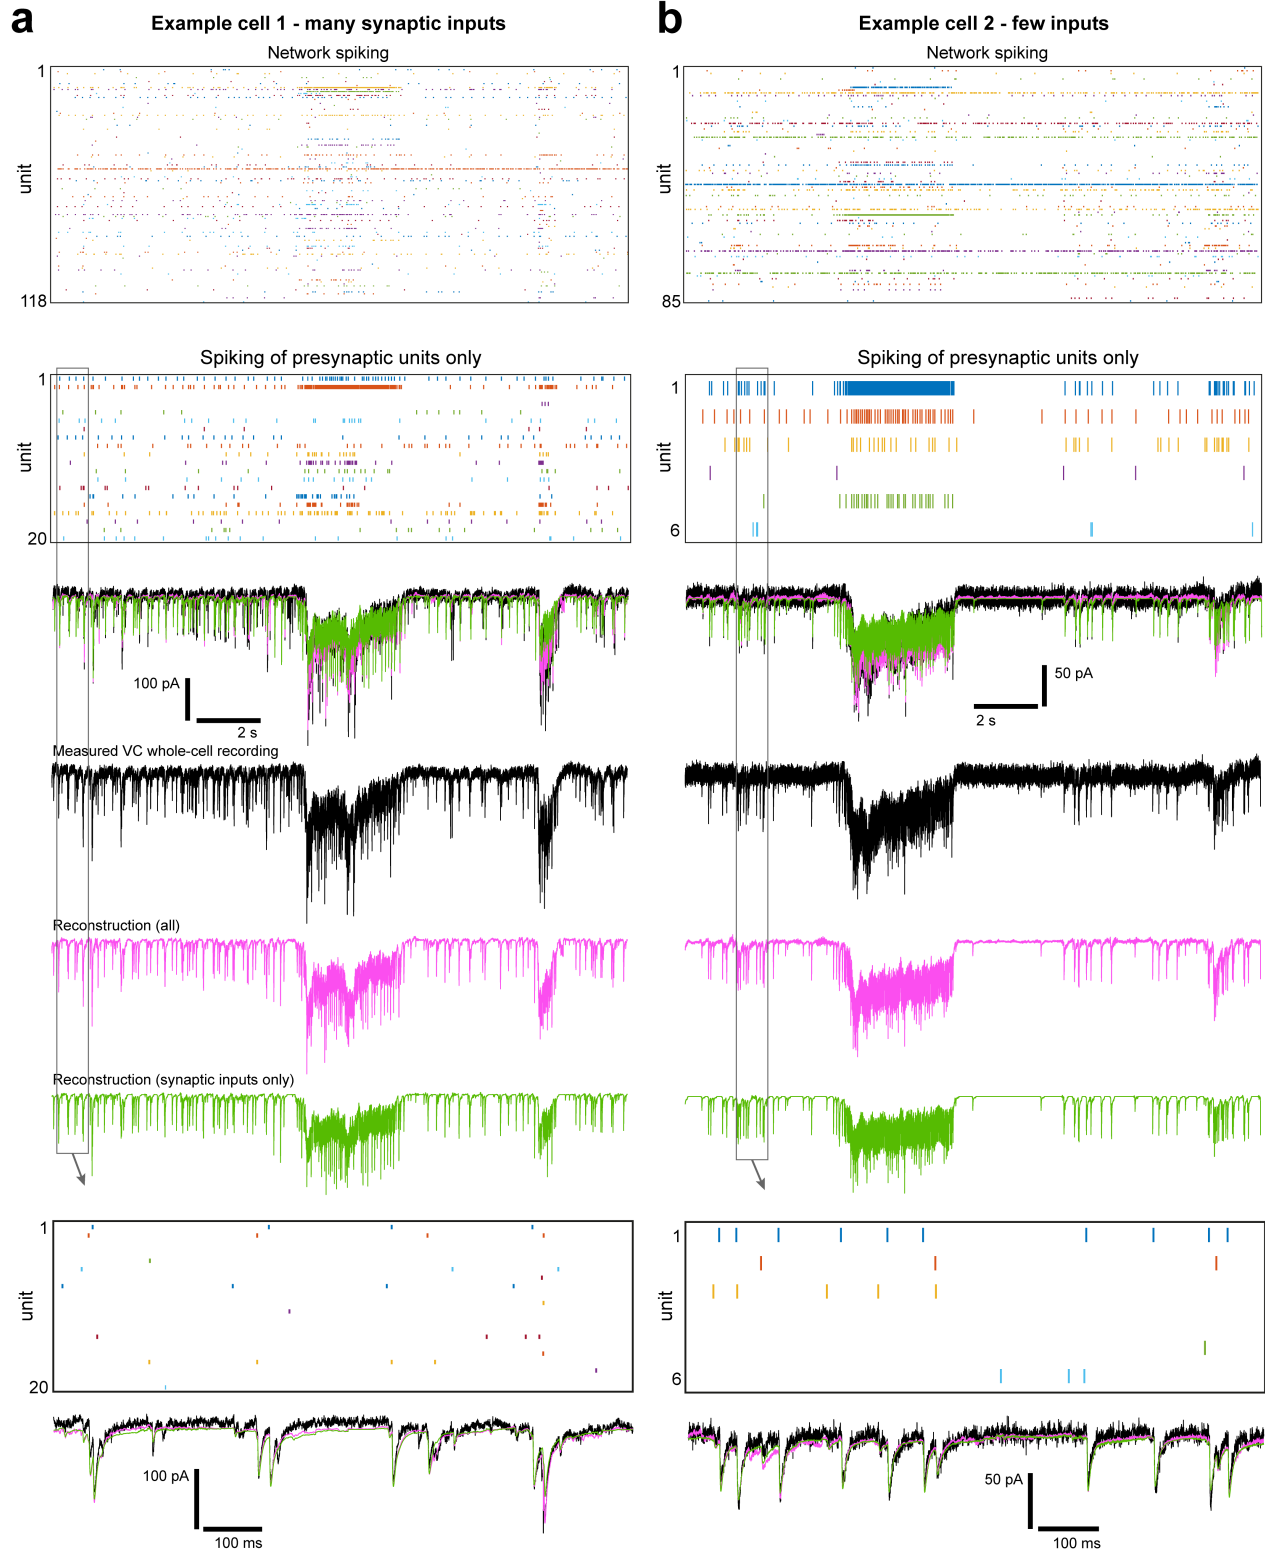 a
Example cell 1 - many synaptic inputs
Network spiking
1
unit
118
Spiking of presynaptic units only
1
unit
20
100 pA
2 s
Measured VC whole-cell recording
Reconstruction (all)
Reconstruction (synaptic inputs only)
1
unit
20
100 pA
100 ms
b
Example cell 2 - few inputs
Network spiking
1
unit
85
Spiking of presynaptic units only
1
unit
6
50 pA
2 s
1
unit
6
50 pA
100 ms